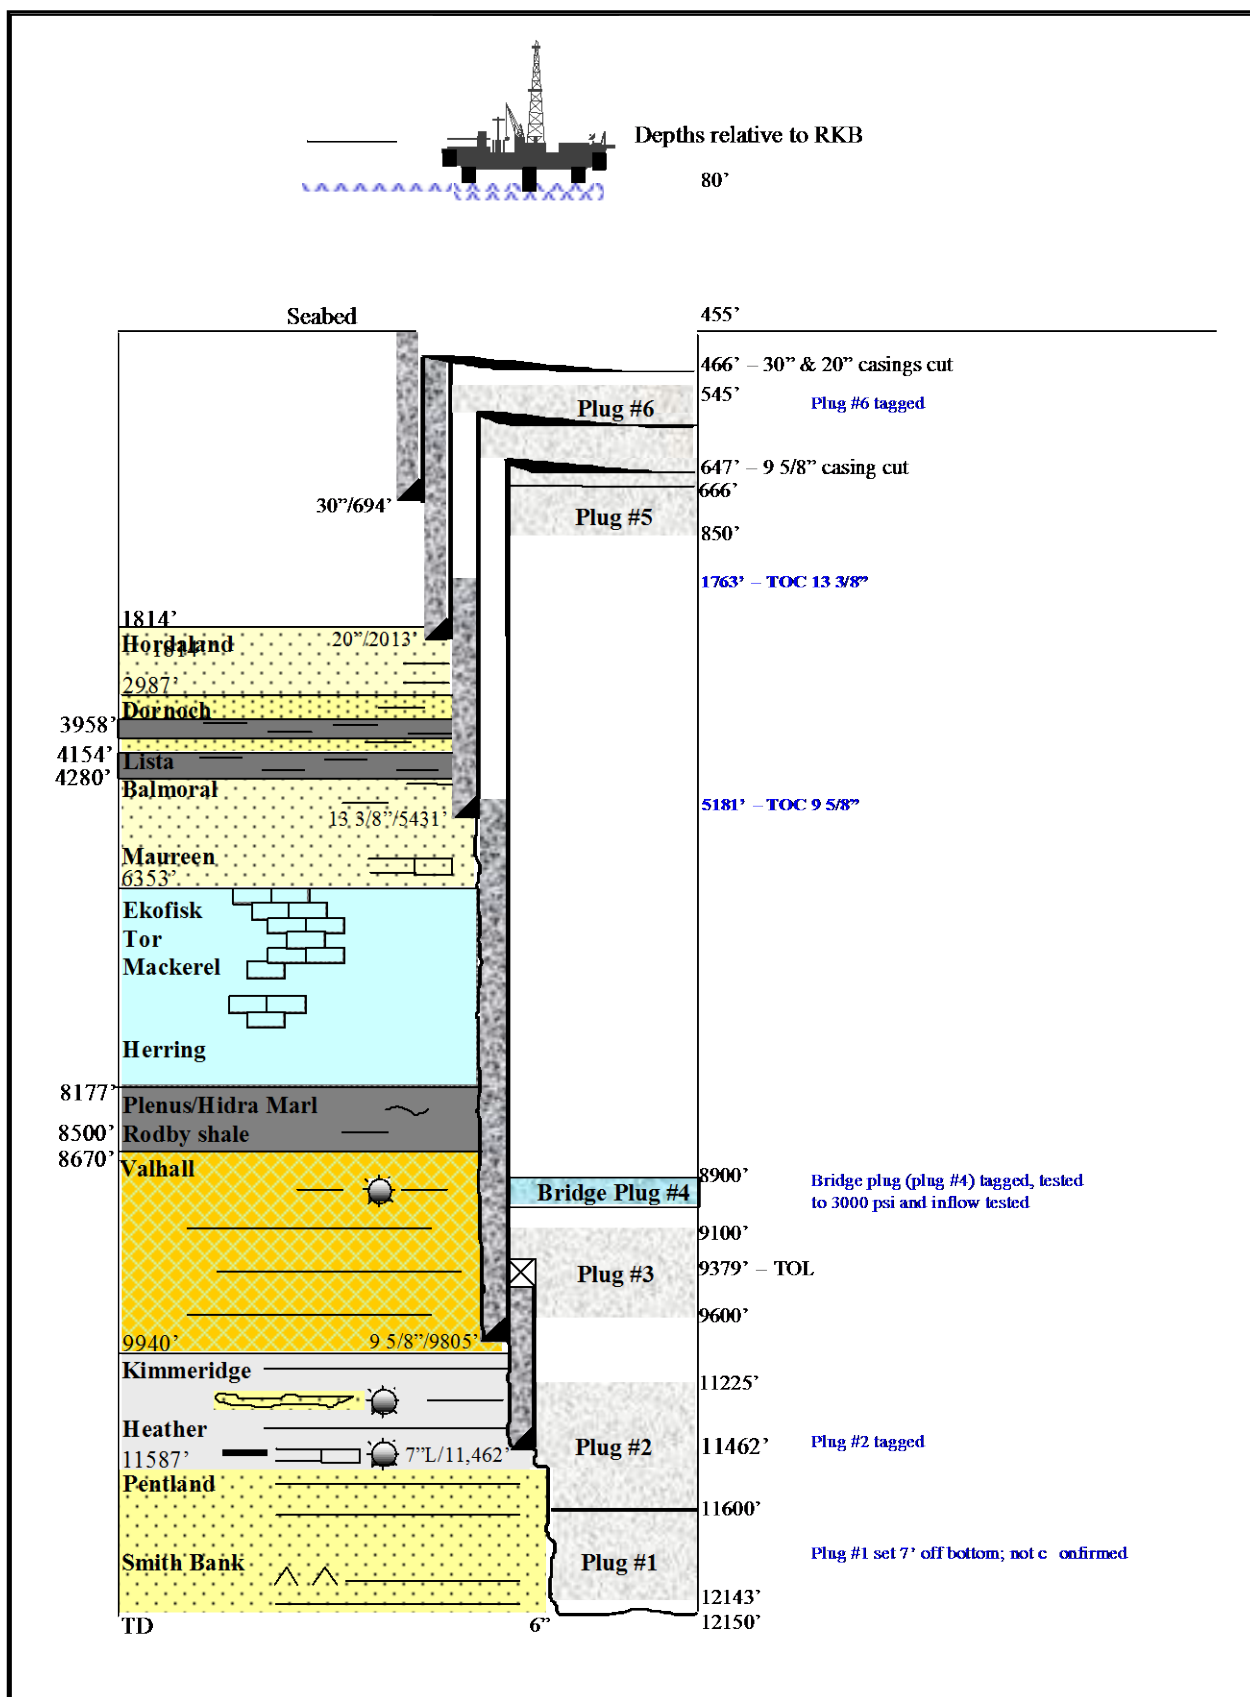 Depths relative to RKB
80’
Seabed
455’
466’ – 30” & 20” casings cut
545’
Plug #6
Plug #6 tagged
647’ – 9 5/8” casing cut
666’
30”/694’
Plug #5
850’
1763’ – TOC 13 3/8”
1814’
Hordaland
1814
20”/2013’
2987’
Dornoch
3958’
4154’
Lista
4280’
Balmoral
5181’ – TOC 9 5/8”
13 3/8”/5431’
Maureen
6353’
Ekofisk
Tor
Mackerel
Herring
8177’
Plenus/Hidra Marl
8500’
Rodby shale
8670’
Valhall
8900’
Bridge Plug #4
Bridge plug (plug #4) tagged, tested
to 3000 psi and inflow tested
9100’
Plug #3
9379’ – TOL
9600’
9940’
9 5/8”/9805’
Kimmeridge
11225’
Heather
11587’
7”L/11,462’
Plug #2
11462’
Plug #2 tagged
Pentland
11600’
Smith Bank
Plug #1
Plug #1 set 7’ off bottom; not c onfirmed
12143’
TD
6”
12150’